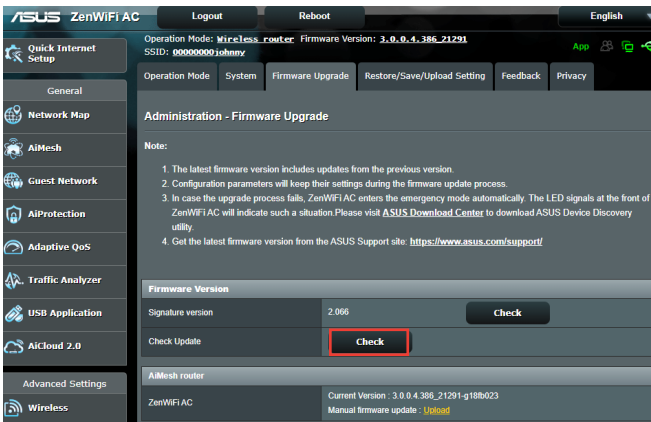 ASUS ZenWiFi AC Logout Reboot English
Operation Mode: Wireless router Firmware Version: 3.0.0.4.386_21291
SSID: 00000000johnny
App
Quick Internet
Setup
General
Network Map
AiMesh
Guest Network
AiProtection
Adaptive QoS
Traffic Analyzer
USB Application
AiCloud 2.0
Advanced Settings
Wireless
Operation Mode System Firmware Upgrade Restore/Save/Upload Setting Feedback Privacy
Administration - Firmware Upgrade
Note:
1. The latest firmware version includes updates from the previous version.
2. Configuration parameters will keep their settings during the firmware update process.
3. In case the upgrade process fails, ZenWiFi AC enters the emergency mode automatically. The LED signals at the front of
ZenWiFi AC will indicate such a situation.Please visit ASUS Download Center to download ASUS Device Discovery
utility.
4. Get the latest firmware version from the ASUS Support site: https://www.asus.com/support/
Firmware Version
Signature version 2.066 Check
Check Update Check
AiMesh router
ZenWiFi AC
Current Version : 3.0.0.4.386_21291-g18fb023
Manual firmware update : Upload